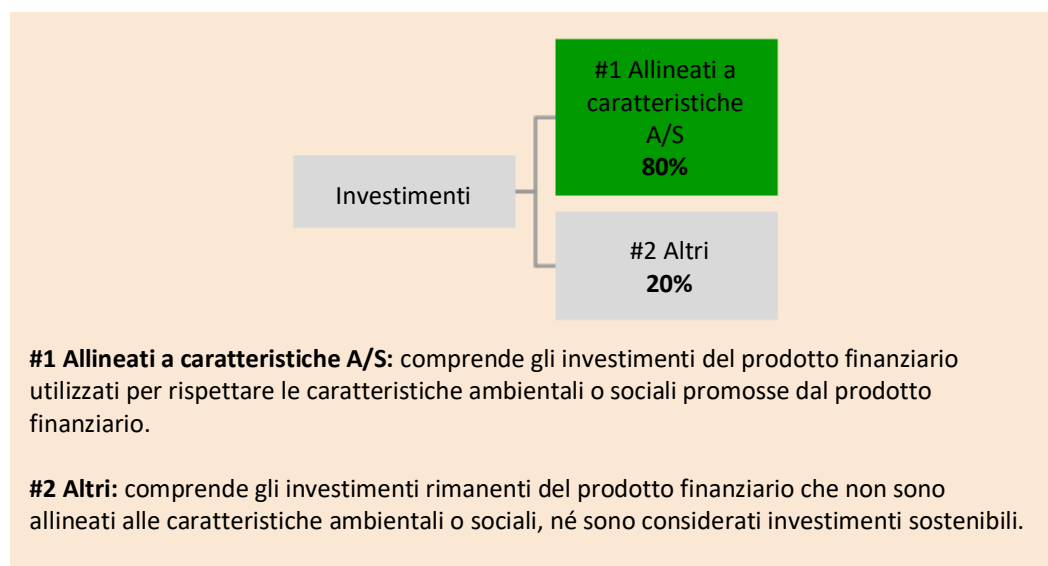 #1 Allineati a
caratteristiche
A/S
80%
Investimenti
#2 Altri
20%
#1 Allineati a caratteristiche A/S: comprende gli investimenti del prodotto finanziario
utilizzati per rispettare le caratteristiche ambientali o sociali promosse dal prodotto
finanziario.
#2 Altri: comprende gli investimenti rimanenti del prodotto finanziario che non sono
allineati alle caratteristiche ambientali o sociali, né sono considerati investimenti sostenibili.